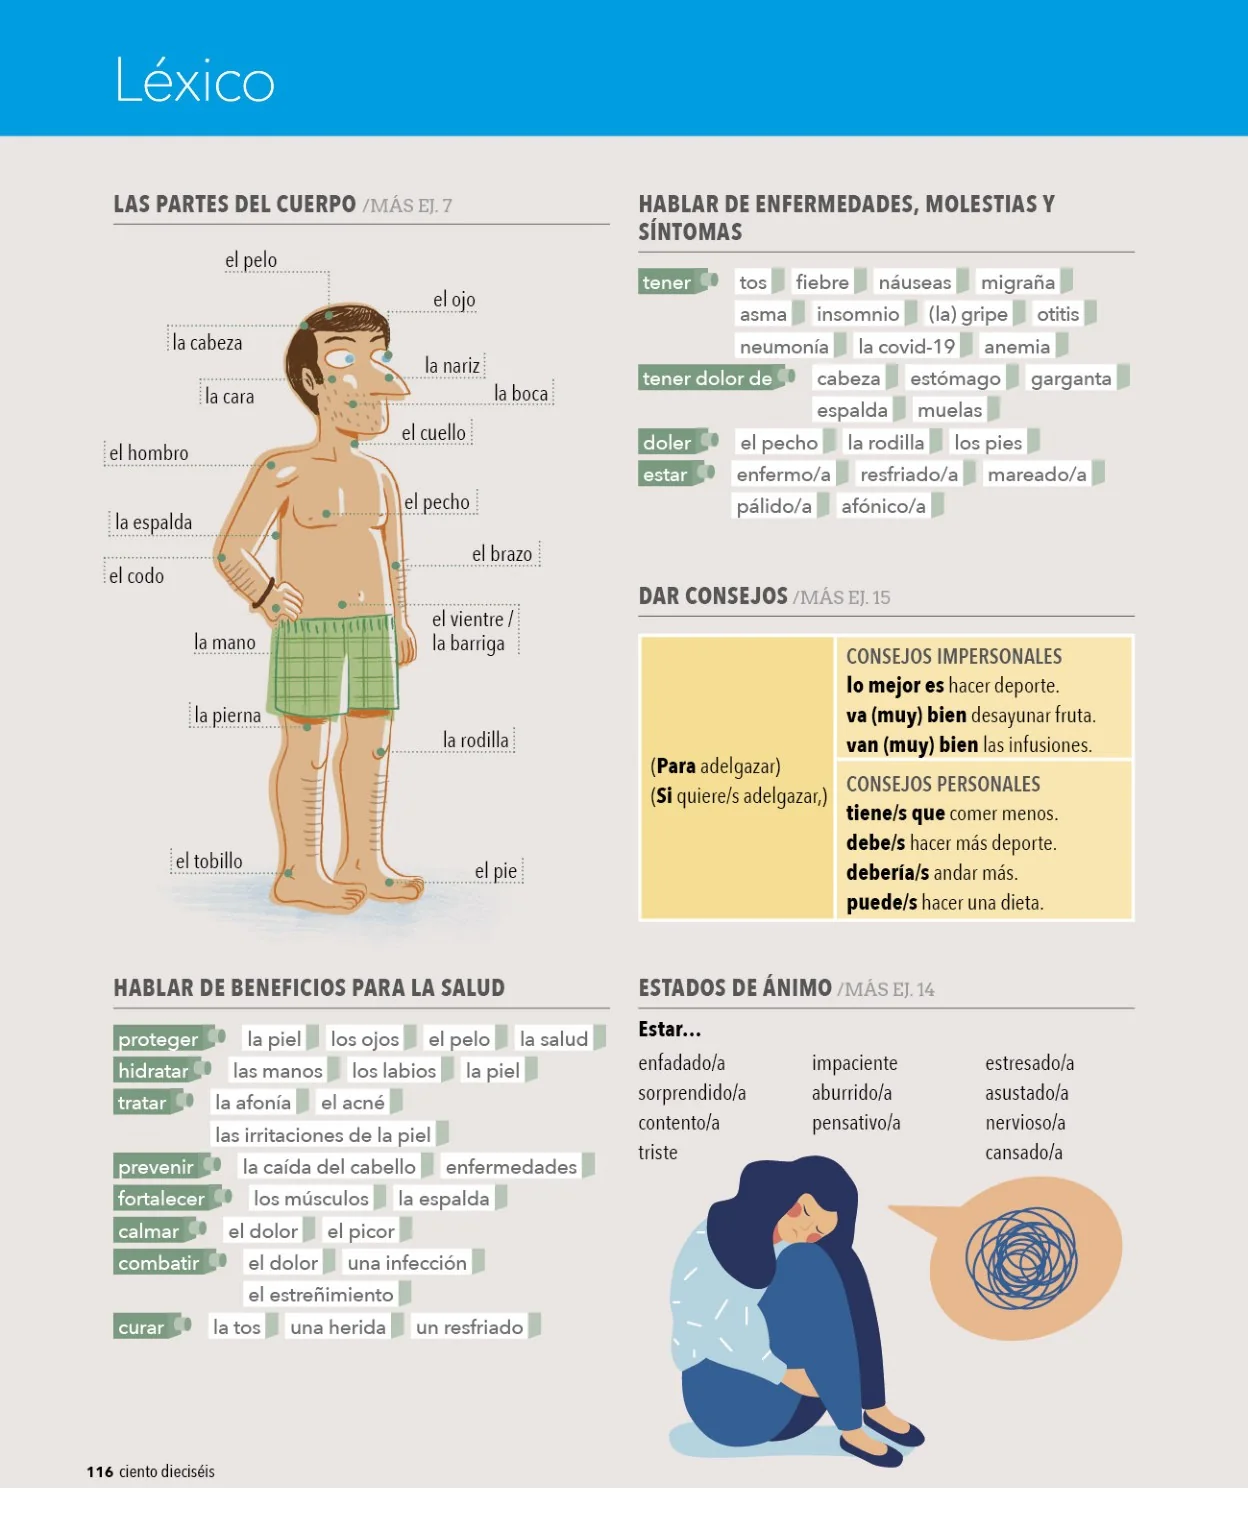 Léxico
LAS PARTES DEL CUERPO /MÁS EJ. 7
el pelo
el ojo
la cabeza
la nariz
la cara
la boca
el cuello
el hombro
el pecho
la espalda
el brazo
el codo
el vientre /
la barriga
la mano
la pierna
la rodilla
el tobillo
el pie
HABLAR DE BENEFICIOS PARA LA SALUD
proteger la piel los ojos el pelo la salud
hidratar las manos los labios la piel
tratar la afonía el acné
las irritaciones de la piel
prevenir la caída del cabello enfermedades
fortalecer los músculos la espalda
calmar el dolor el picor
combatir el dolor una infección
el estreñimiento
curar la tos una herida un resfriado
HABLAR DE ENFERMEDADES, MOLESTIAS Y
SÍNTOMAS
tener tos fiebre náuseas migraña
asma insomnio (la) gripe otitis
neumonía la covid-19 anemia
tener dolor de cabeza estómago garganta
espalda muelas
doler el pecho la rodilla los pies
estar enfermo/a resfriado/a mareado/a
pálido/a afónico/a
DAR CONSEJOS /MÁS EJ. 15
(Para adelgazar)
(Si quiere/s adelgazar,)
CONSEJOS IMPERSONALES
lo mejor es hacer deporte.
va (muy) bien desayunar fruta.
van (muy) bien las infusiones.
CONSEJOS PERSONALES
tiene/s que comer menos.
debe/s hacer más deporte.
debería/s andar más.
puede/s hacer una dieta.
ESTADOS DE ÁNIMO /MÁS EJ. 14
Estar...
enfadado/a impaciente estresado/a
sorprendido/a aburrido/a asustado/a
contento/a pensativo/a nervioso/a
triste cansado/a
116 ciento dieciséis